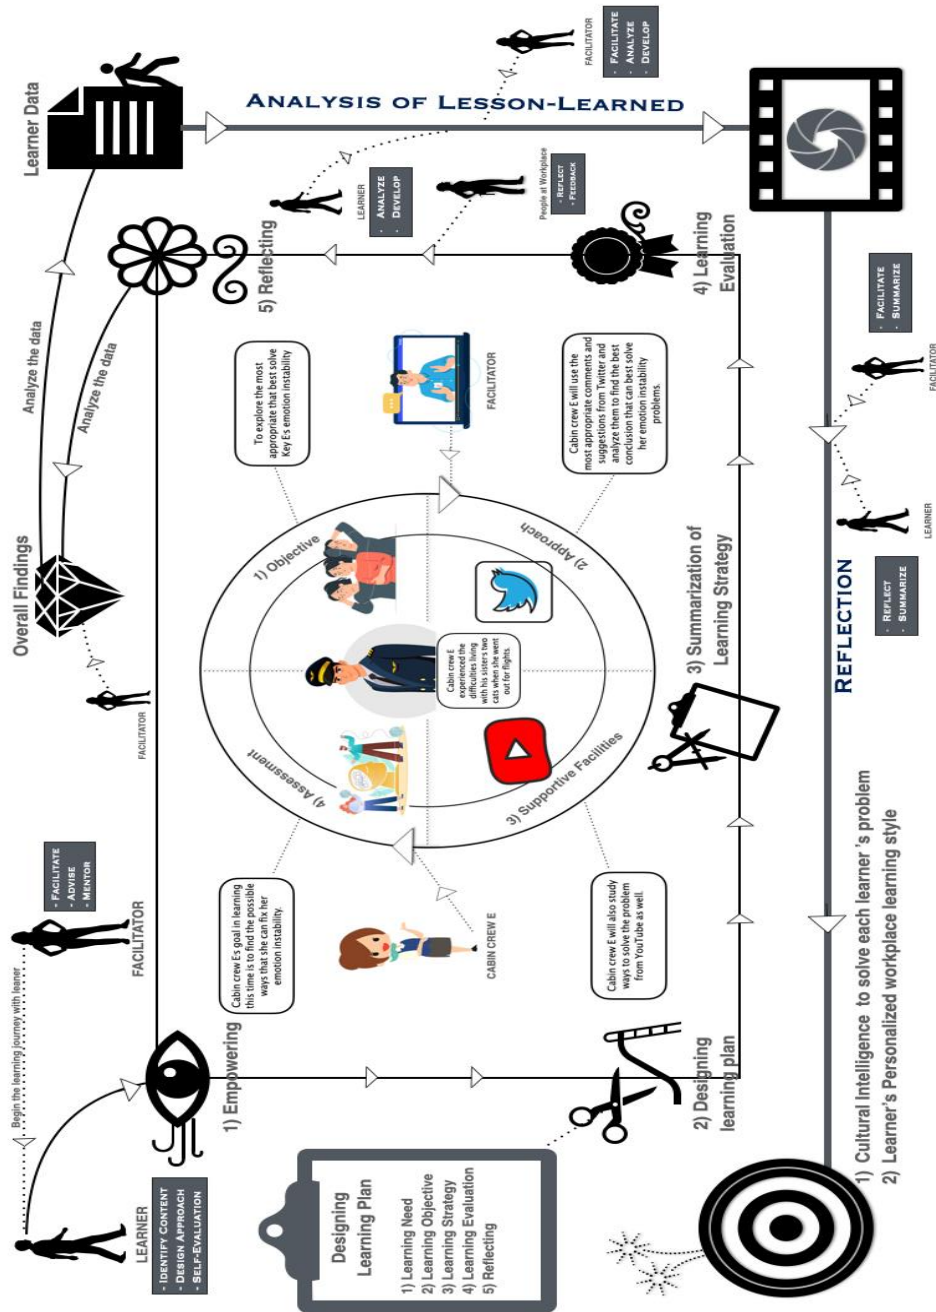 LEARNER
- IDENTIFY CONTENT
- DESIGN APPROACH
- SELF-EVALUATION
Begin the learning journey with leaner
FACILITATOR
- FACILITATE
- ADVISE
- MENTOR
FACILITATOR
Overall Findings
Analyze the data
Analyze the data
Learner Data
1) Empowering
5) Reflecting
Cabin crew E's goal in learning
this time is to find the possible
ways that she can fix her
emotion instability.
To explore the most
appropriate that best solve
Key E's emotion instability
4) Assessment
1) Objective
CABIN CREW E
Cabin crew E
experienced the
difficulties living
with his sister's two
cats when she went
out for flights.
FACILITATOR
3) Supportive Facilities
2) Approach
Cabin crew E will also study
ways to solve the problem
from YouTube as well.
Cabin crew E will use the
most appropriate comments and
suggestions from Twitter and
analyze them to find the best
conclusion that can best solve
her emotion instability
problems.
LEARNER
- ANALYZE
- DEVELOP
People at Workplace
- REFLECT
- FEEDBACK
ANALYSIS OF LESSON-LEARNED
FACILITATOR
- FACILITATE
- ANALYZE
- DEVELOP
Designing
Learning Plan
1) Learning Need
2) Learning Objective
3) Learning Strategy
4) Learning Evaluation
5) Reflecting
2) Designing
learning plan
3) Summarization of
Learning Strategy
4) Learning
Evaluation
- REFLECT
- SUMMARIZE
LEARNER
- FACILITATE
- SUMMARIZE
FACILITATOR
REFLECTION
1) Cultural Intelligence to solve each learner 's problem
2) Learner's Personalized workplace learning style